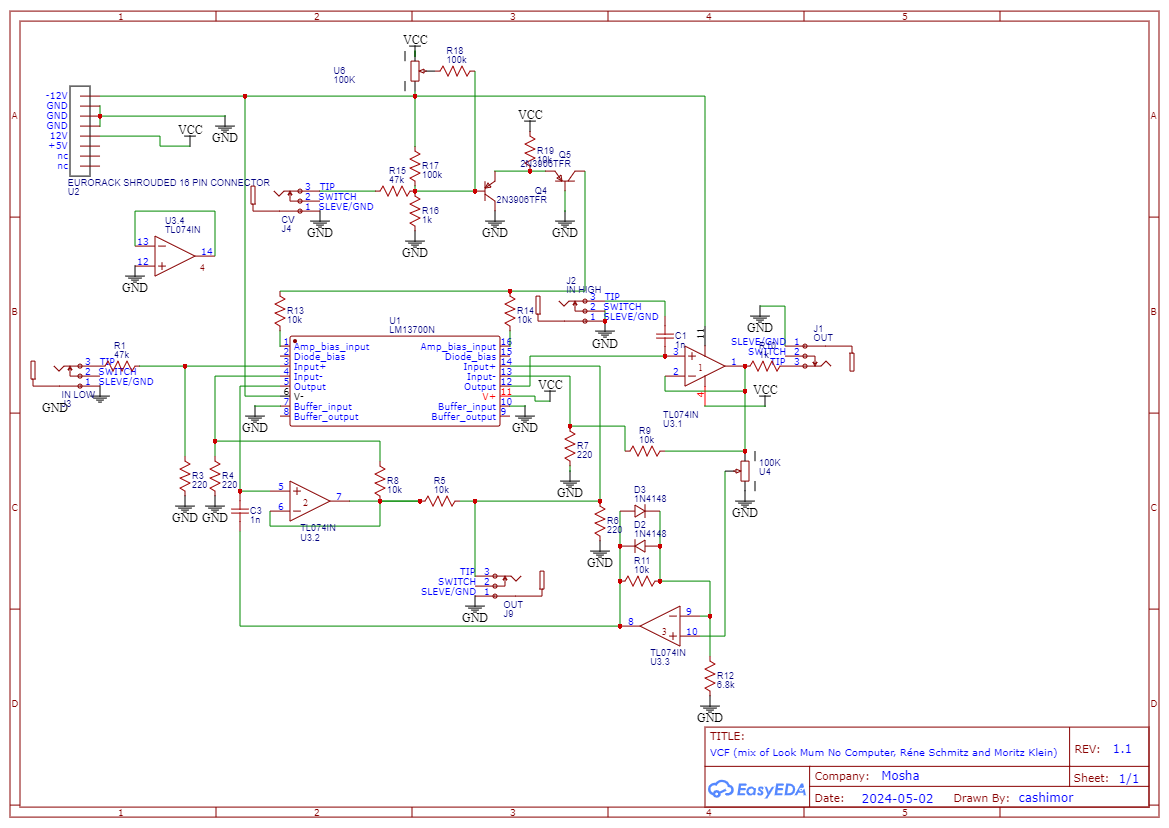 1 2 3 4 5
A A
B B
C C
D D
VCC
U6
100K
R18
100k
-12V
GND
GND
GND
12V
+5V
nc
nc
EURORACK SHROUDED 16 PIN CONNECTOR
U2
VCC
GND
VCC
R19
10k
Q5
2N3906TFR
Q4
2N3906TFR
R17
100k
R15
47k
R16
1k
3 TIP
2 SWITCH
1 SLEVE/GND
CV
J4
GND
GND
GND
GND
U3.4
TL074IN
13
12
14
4
GND
J2
IN HIGH
3 TIP
2 SWITCH
1 SLEVE/GND
GND
R13
10k
R14
10k
U1
LM13700N
1 Amp_bias_input
2 Diode_bias
3 Input+
4 Input-
5 Output
6 V-
7 Buffer_input
8 Buffer_output
Amp_bias_input 16
Diode_bias 15
Input+ 14
Input- 13
Output 12
V+ 11
Buffer_input 10
Buffer_output 9
GND
GND
VCC
C1
1n
11
3
2
1
1
4
TL074IN
U3.1
VCC
GND
J1
OUT
SLEVE/GND 1
SWITCH 2
TIP 3
R1
47k
3 TIP
2 SWITCH
1 SLEVE/GND
IN LOW
J3
GND
R3
220
R4
220
GND
GND
C3
1n
5
6
7
2
TL074IN
U3.2
R8
10k
R5
10k
R7
220
GND
R9
10k
100K
U4
GND
R6
220
GND
D3
1N4148
D2
1N4148
R11
10k
TIP 3
SWITCH 2
SLEVE/GND 1
OUT
J9
GND
8
3
9
10
TL074IN
U3.3
R12
6.8k
GND
TITLE:
VCF (mix of Look Mum No Computer, Réne Schmitz and Moritz Klein)
REV: 1.1
EasyEDA
Company: Mosha
Sheet: 1/1
Date: 2024-05-02 Drawn By: cashimor
1 2 3 4 5